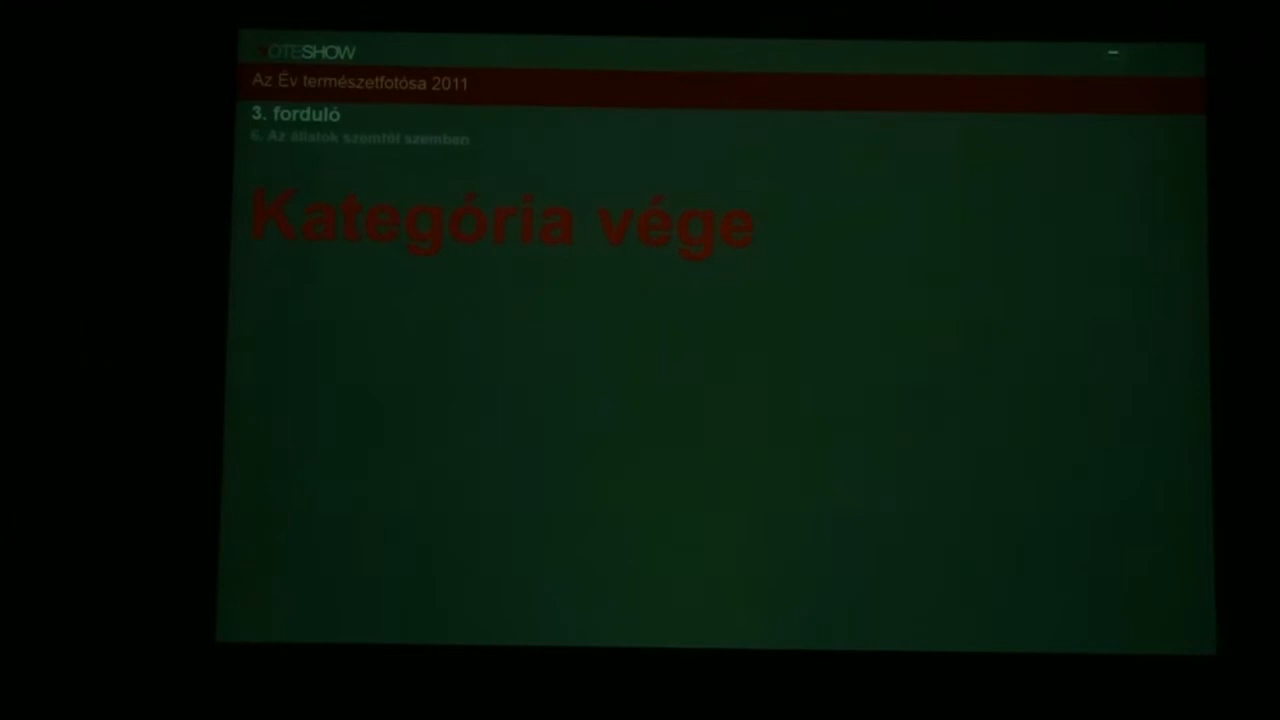 VOTESHOW
Az Év természetfotósa 2011
3. forduló
6. Az állatok szemtől szemben
Kategória vége